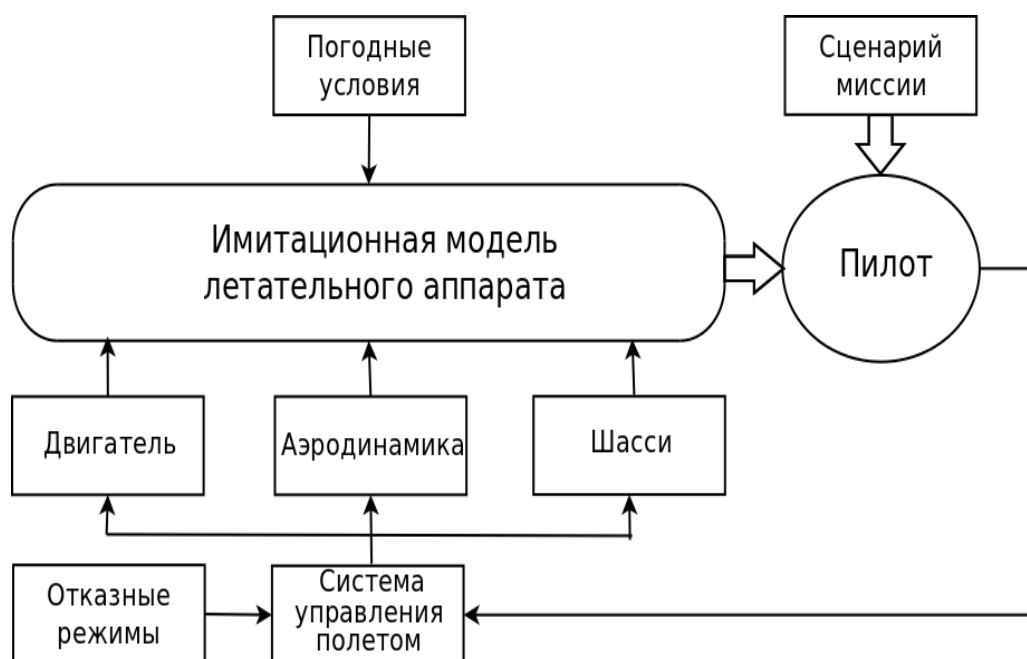 Погодные
условия
Сценарий
миссии
Имитационная модель
летательного аппарата
Пилот
Двигатель
Аэродинамика
Шасси
Отказные
режимы
Система
управления
полетом